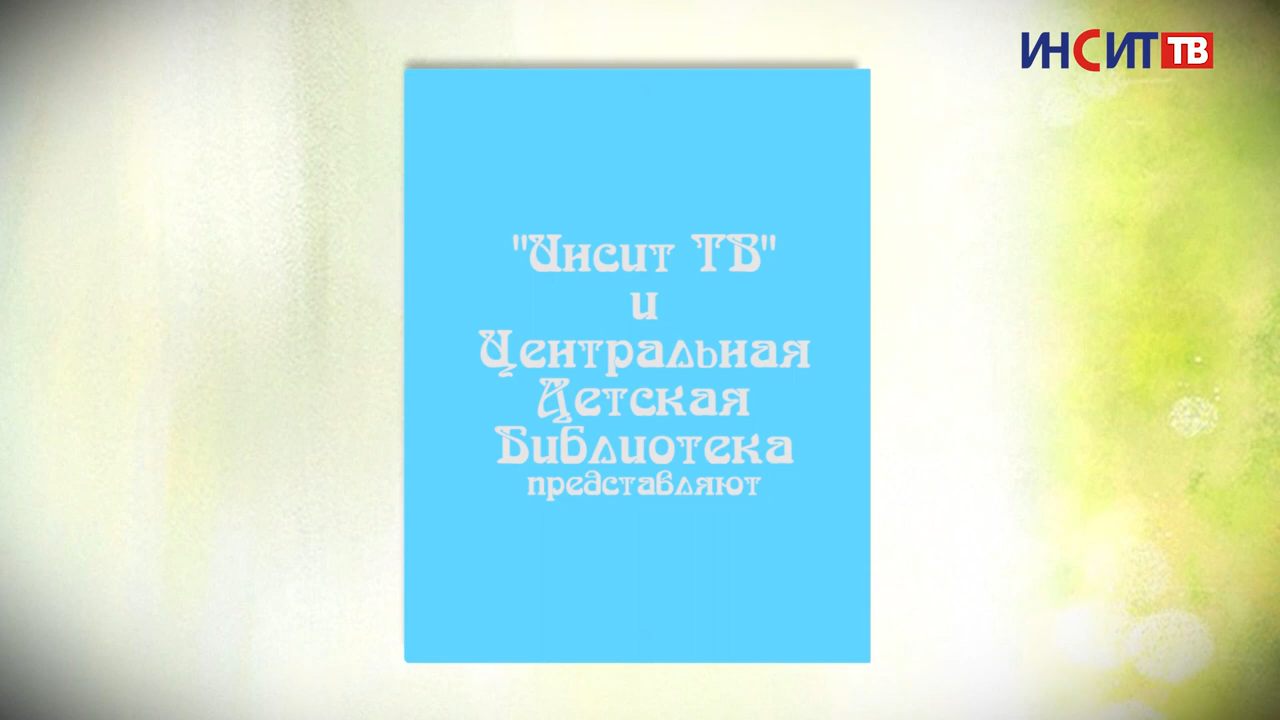 ИНСИТ ТВ
"Инсит ТВ"
и
Центральная
Детская
Библиотека
представляют